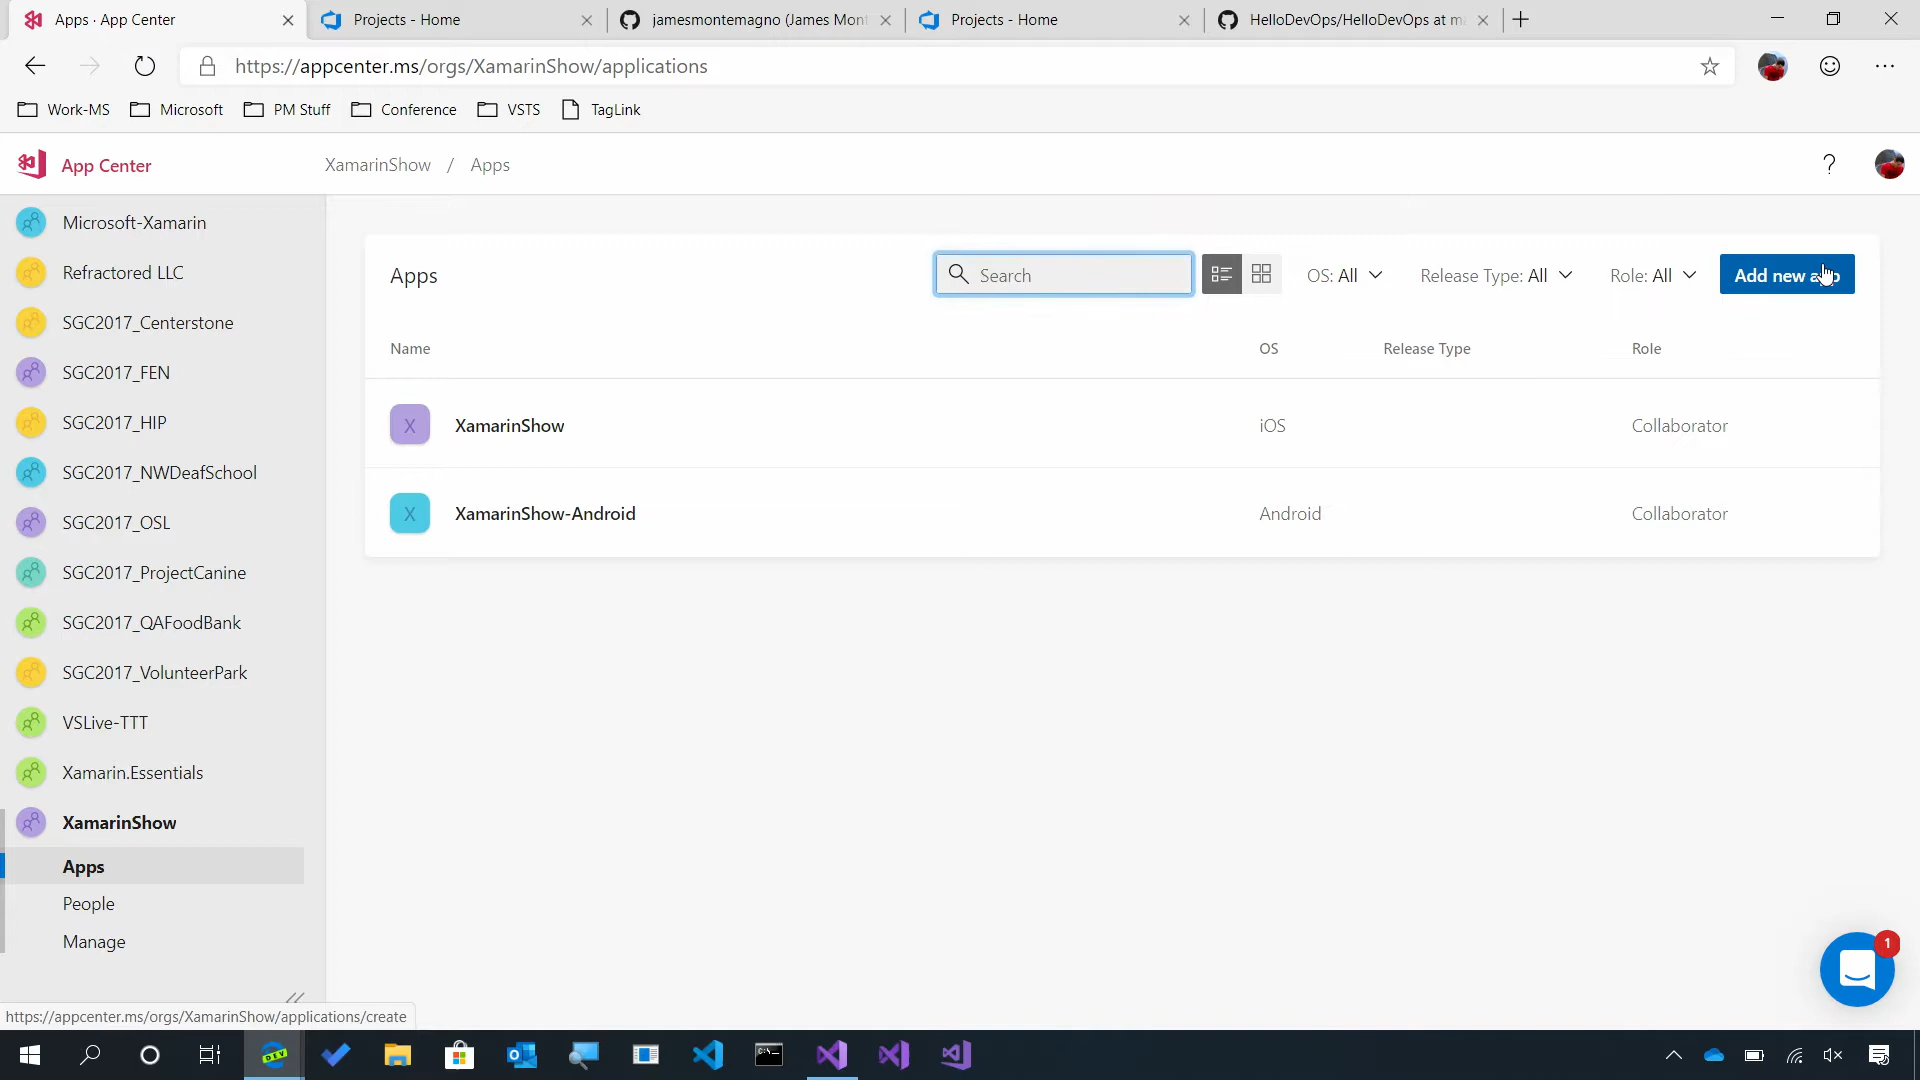 Apps · App Center
Projects - Home
jamesmontemagno (James Mon
Projects - Home
HelloDevOps/HelloDevOps at m
https://appcenter.ms/orgs/XamarinShow/applications
Work-MS
Microsoft
PM Stuff
Conference
VSTS
TagLink
App Center
XamarinShow / Apps
?
Microsoft-Xamarin
Refractored LLC
SGC2017_Centerstone
SGC2017_FEN
SGC2017_HIP
SGC2017_NWDeafSchool
SGC2017_OSL
SGC2017_ProjectCanine
SGC2017_QAFoodBank
SGC2017_VolunteerPark
VSLive-TTT
Xamarin.Essentials
XamarinShow
Apps
People
Manage
Apps
Search
OS: All
Release Type: All
Role: All
Add new app
Name
OS
Release Type
Role
X
XamarinShow
iOS
Collaborator
X
XamarinShow-Android
Android
Collaborator
1
https://appcenter.ms/orgs/XamarinShow/applications/create
DEV